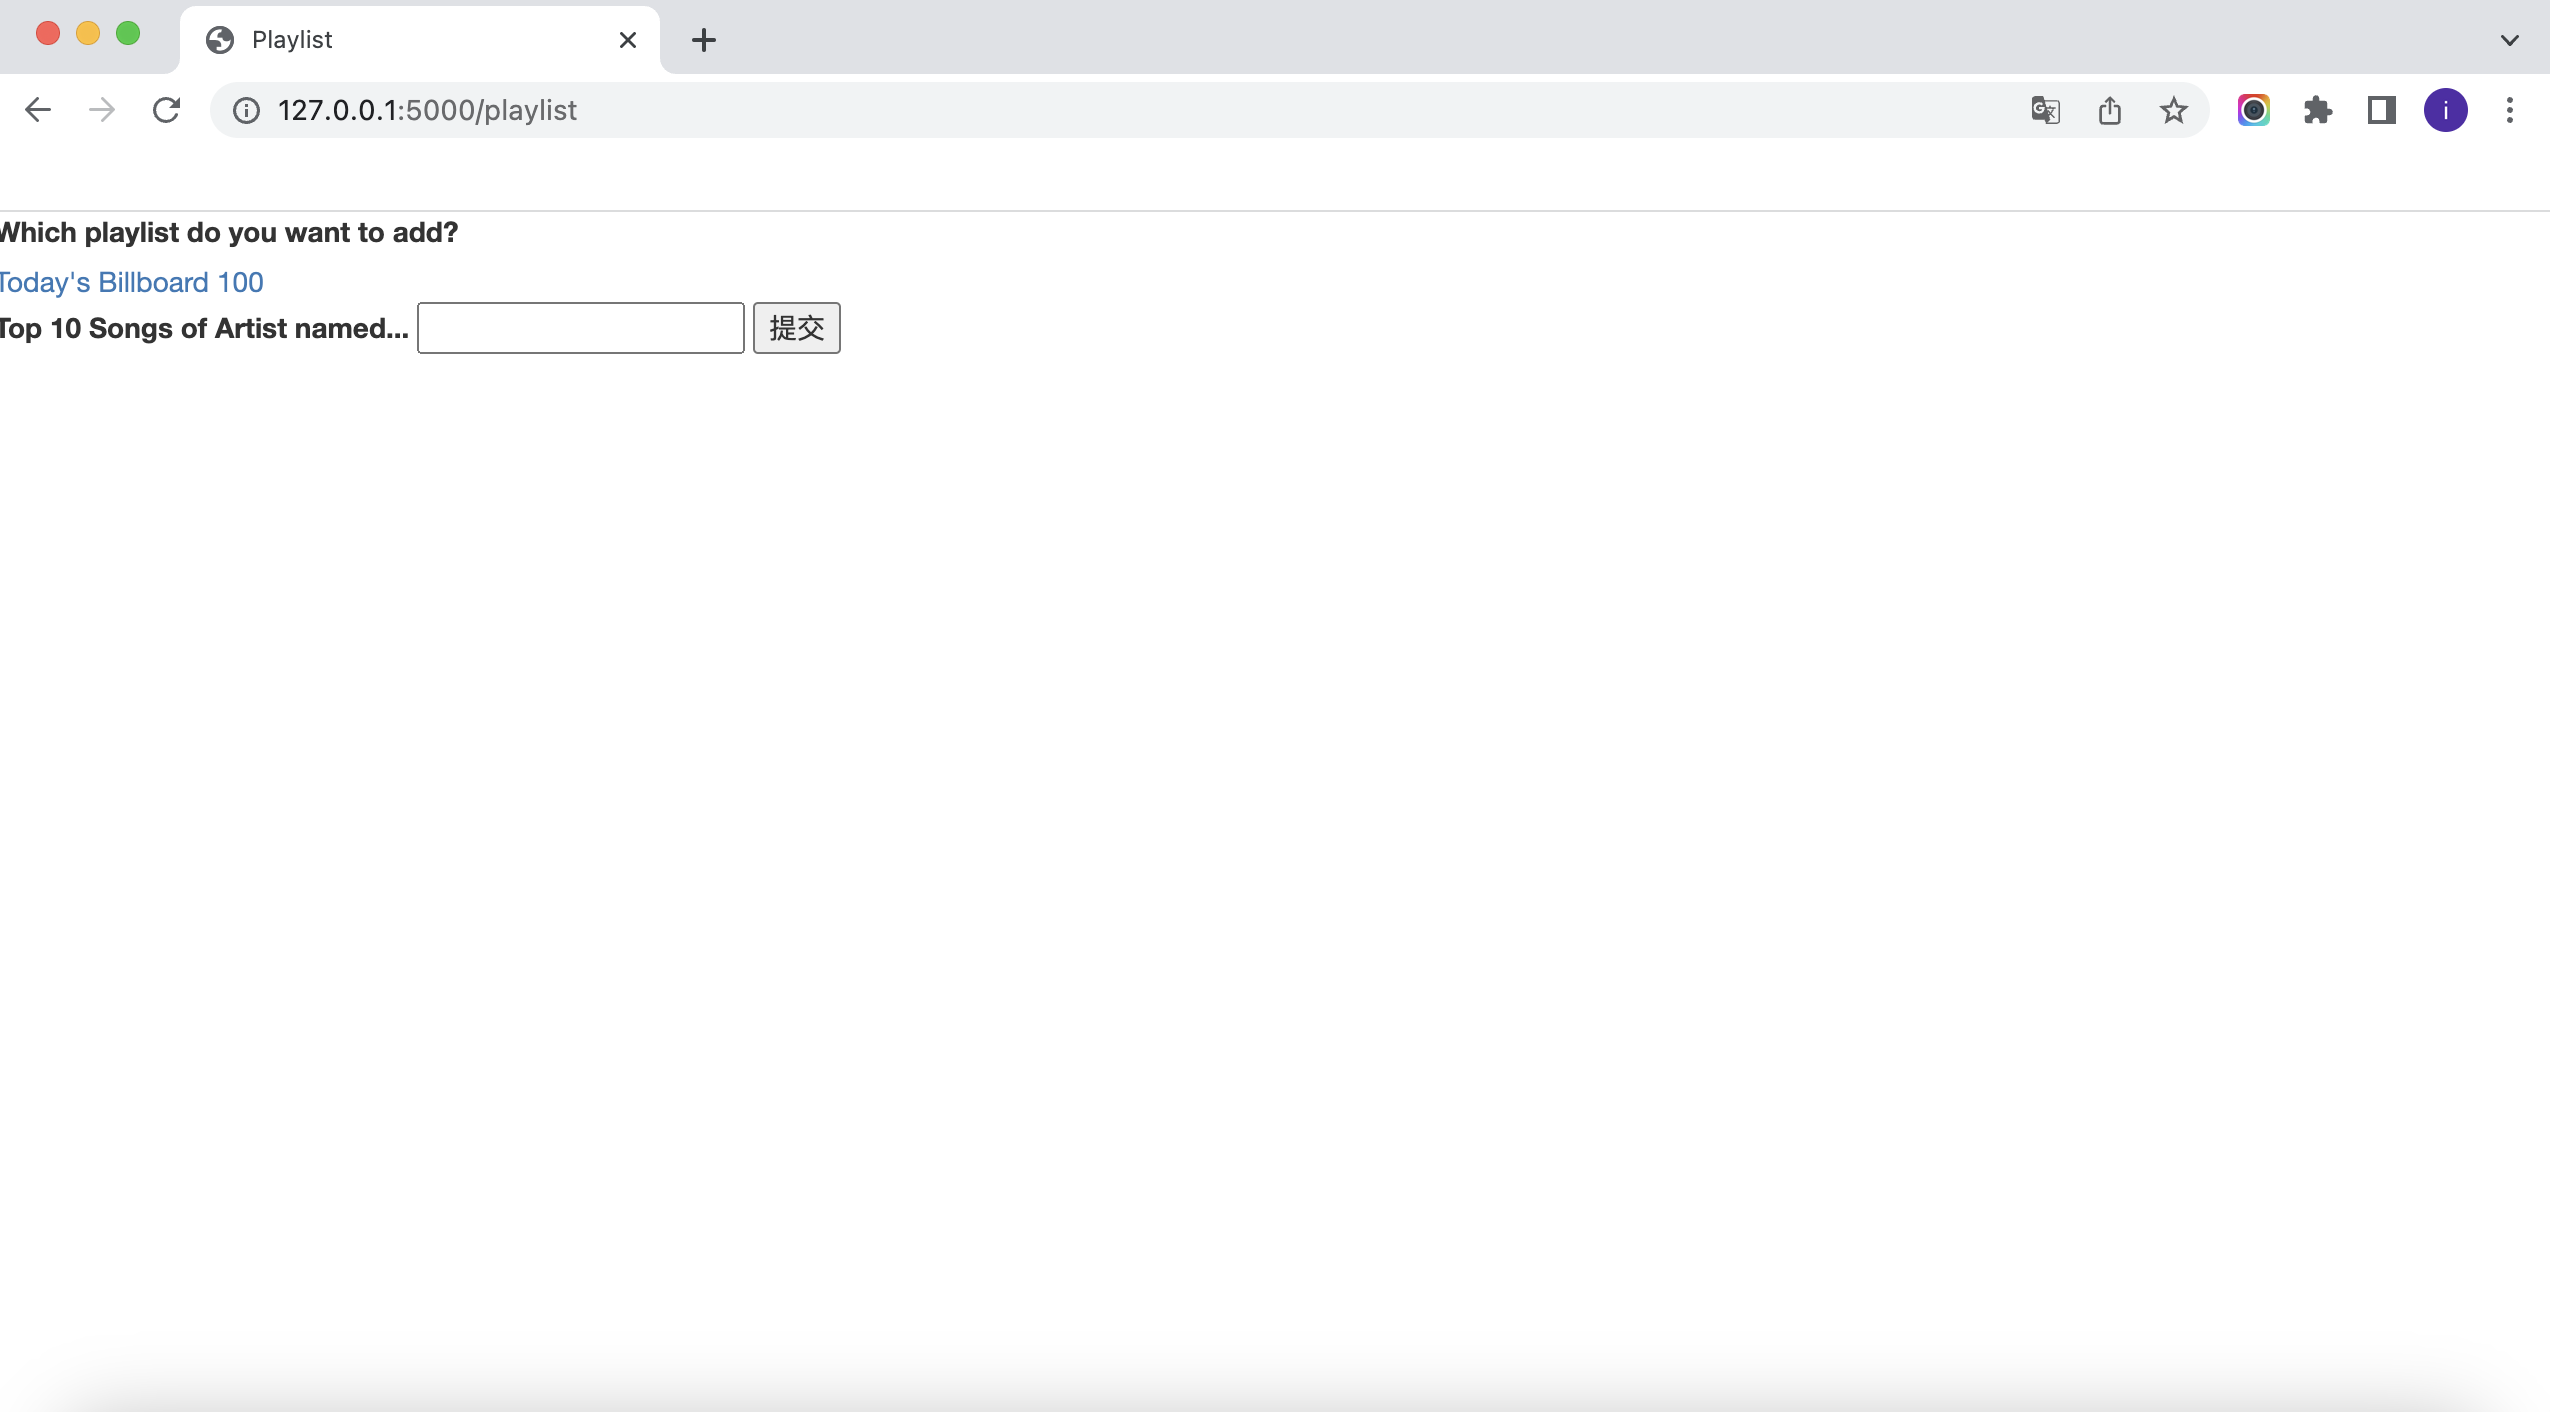 Playlist
127.0.0.1:5000/playlist
i
Which playlist do you want to add?
Today's Billboard 100
Top 10 Songs of Artist named... 提交